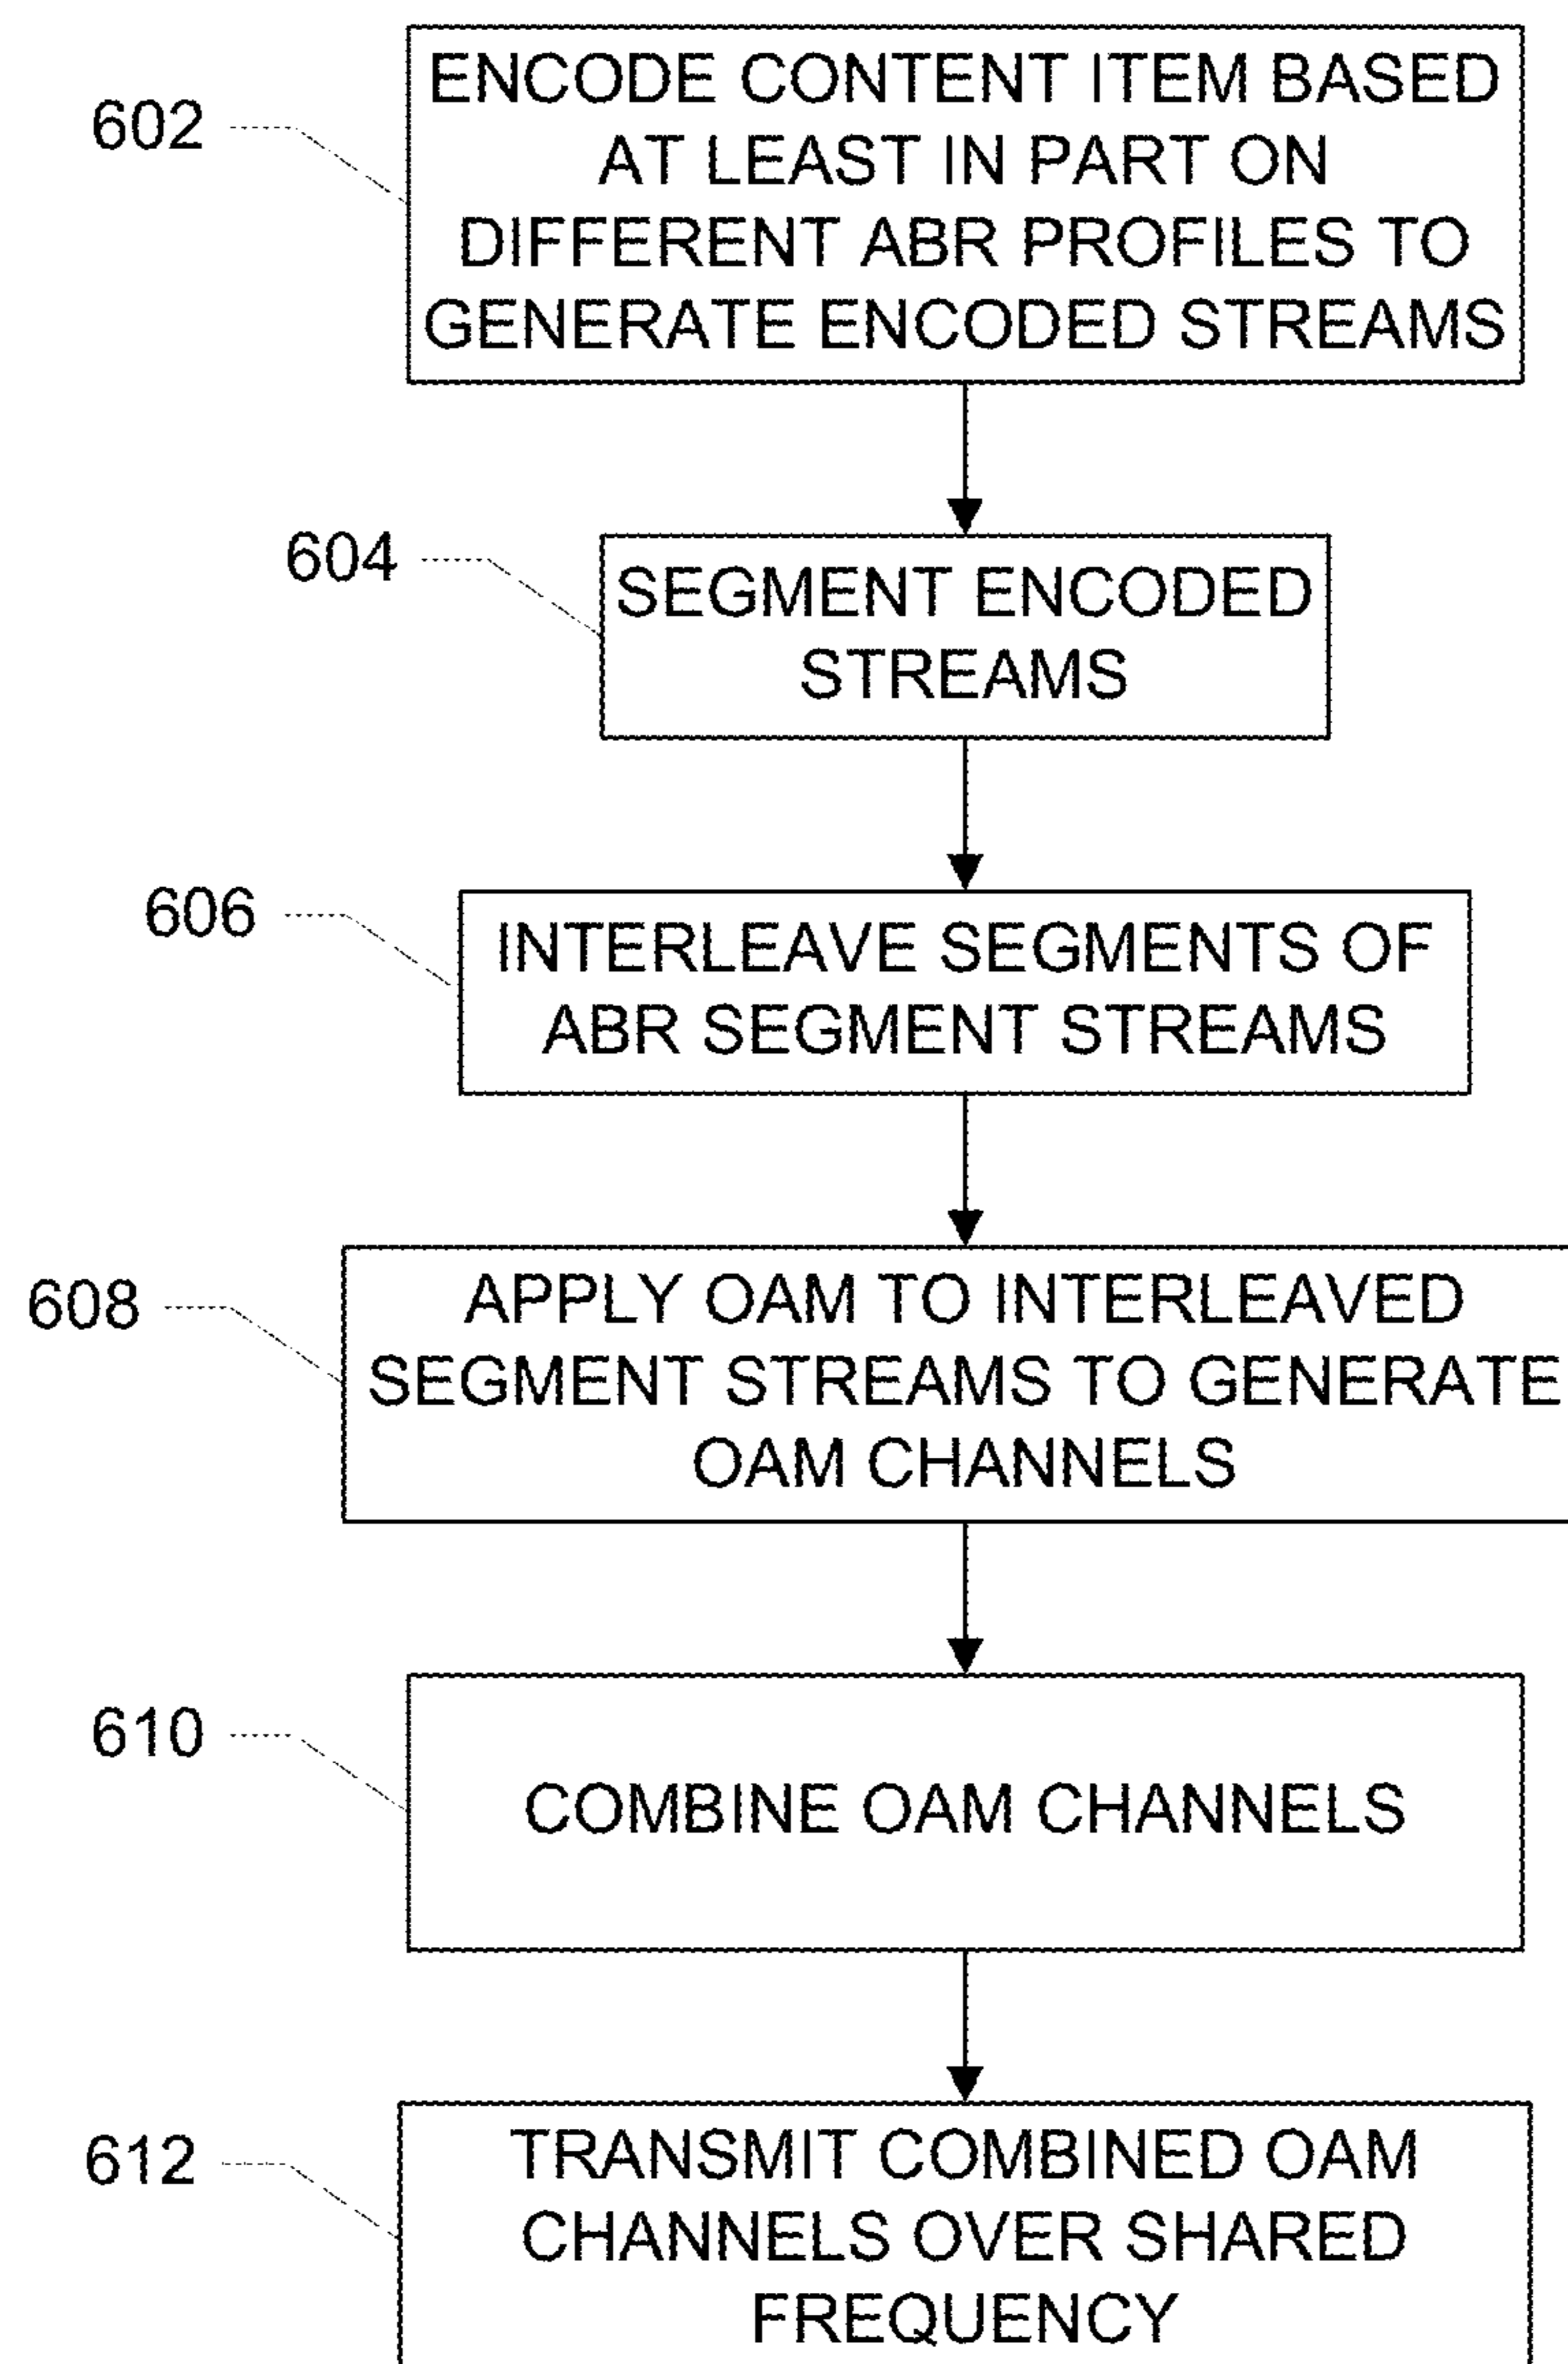 602
ENCODE CONTENT ITEM BASED
AT LEAST IN PART ON
DIFFERENT ABR PROFILES TO
GENERATE ENCODED STREAMS
604
SEGMENT ENCODED
STREAMS
606
INTERLEAVE SEGMENTS OF
ABR SEGMENT STREAMS
608
APPLY OAM TO INTERLEAVED
SEGMENT STREAMS TO GENERATE
OAM CHANNELS
610
COMBINE OAM CHANNELS
612
TRANSMIT COMBINED OAM
CHANNELS OVER SHARED
FREQUENCY